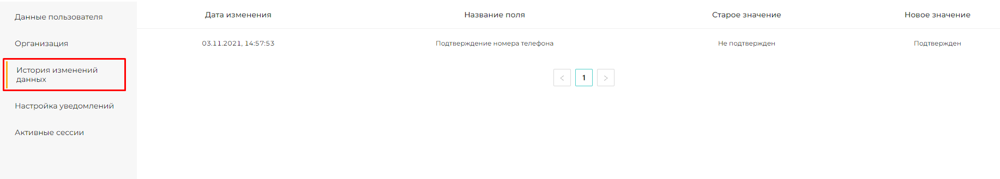 Данные пользователя
Организация
История изменений
данных
Настройка уведомлений
Активные сессии
Дата изменения Название поля Старое значение Новое значение
03.11.2021, 14:57:53 Подтверждение номера телефона Не подтвержден Подтвержден
< 1 >